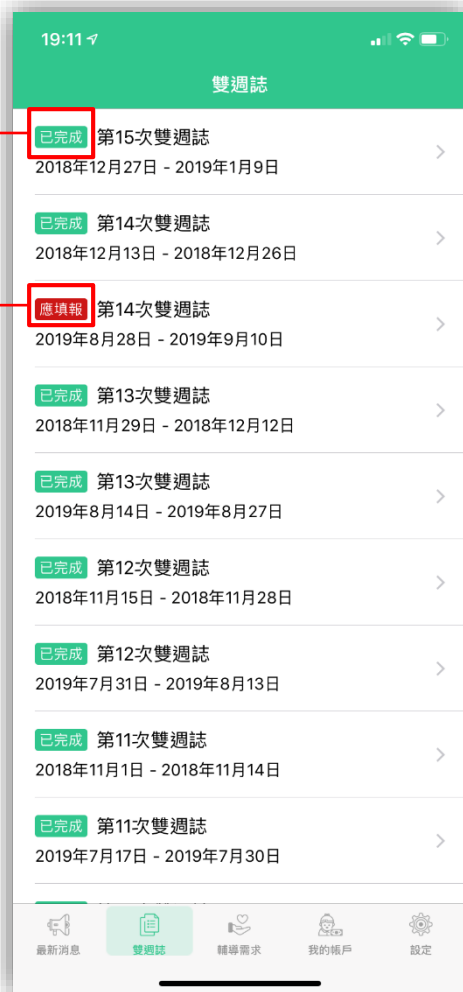 19:11
雙週誌
已完成 第15次雙週誌
2018年12月27日 - 2019年1月9日
已完成 第14次雙週誌
2018年12月13日 - 2018年12月26日
應填報 第14次雙週誌
2019年8月28日 - 2019年9月10日
已完成 第13次雙週誌
2018年11月29日 - 2018年12月12日
已完成 第13次雙週誌
2019年8月14日 - 2019年8月27日
已完成 第12次雙週誌
2018年11月15日 - 2018年11月28日
已完成 第12次雙週誌
2019年7月31日 - 2019年8月13日
已完成 第11次雙週誌
2018年11月1日 - 2018年11月14日
已完成 第11次雙週誌
2019年7月17日 - 2019年7月30日
最新消息 雙週誌 輔導需求 我的帳戶 設定